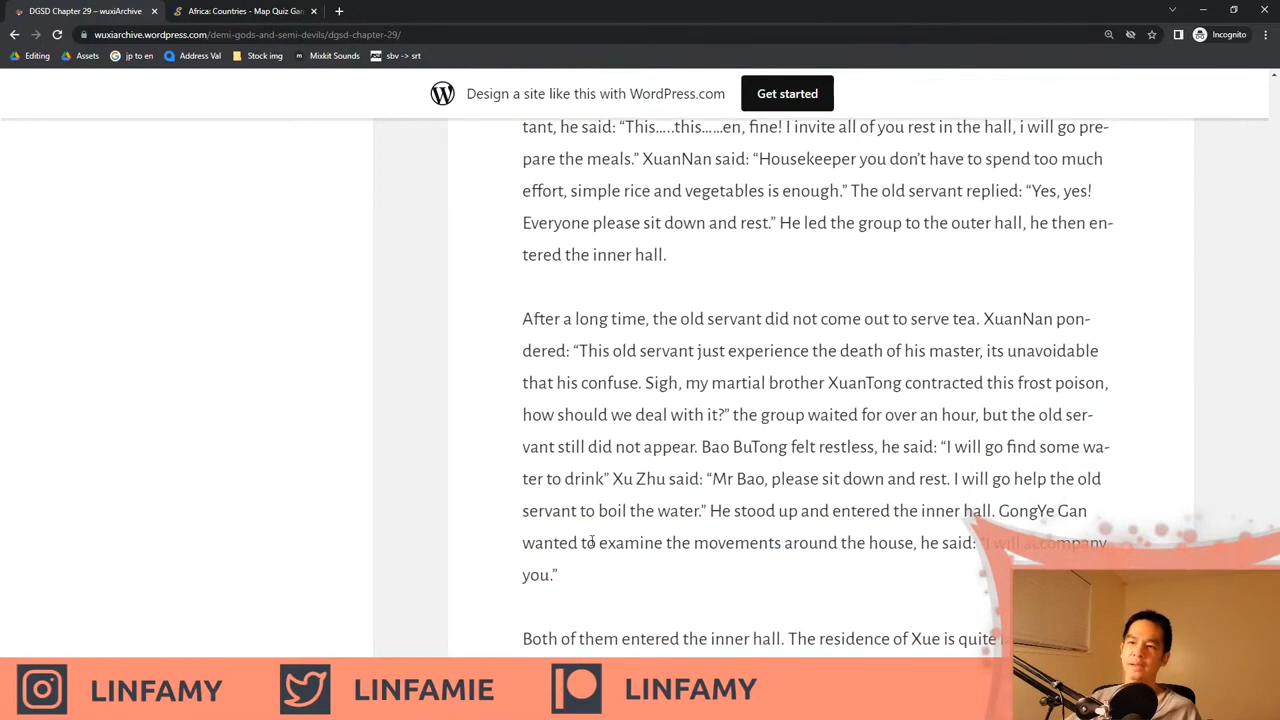 DGSD Chapter 29 – wuxiArchive
Africa: Countries - Map Quiz Gam
wuxiarchive.wordpress.com/demi-gods-and-semi-devils/dgsd-chapter-29/
Incognito
Editing
Assets
jp to en
Address Val
Stock img
Mixkit Sounds
sbv -> srt
Design a site like this with WordPress.com
Get started
tant, he said: “This…..this……en, fine! I invite all of you rest in the hall, i will go pre-
pare the meals.” XuanNan said: “Housekeeper you don’t have to spend too much
effort, simple rice and vegetables is enough.” The old servant replied: “Yes, yes!
Everyone please sit down and rest.” He led the group to the outer hall, he then en-
tered the inner hall.
After a long time, the old servant did not come out to serve tea. XuanNan pon-
dered: “This old servant just experience the death of his master, its unavoidable
that his confuse. Sigh, my martial brother XuanTong contracted this frost poison,
how should we deal with it?” the group waited for over an hour, but the old ser-
vant still did not appear. Bao BuTong felt restless, he said: “I will go find some wa-
ter to drink” Xu Zhu said: “Mr Bao, please sit down and rest. I will go help the old
servant to boil the water.” He stood up and entered the inner hall. GongYe Gan
wanted to examine the movements around the house, he said: “I will accompany
you.”
Both of them entered the inner hall. The residence of Xue is quite
LINFAMY
LINFAMIE
LINFAMY